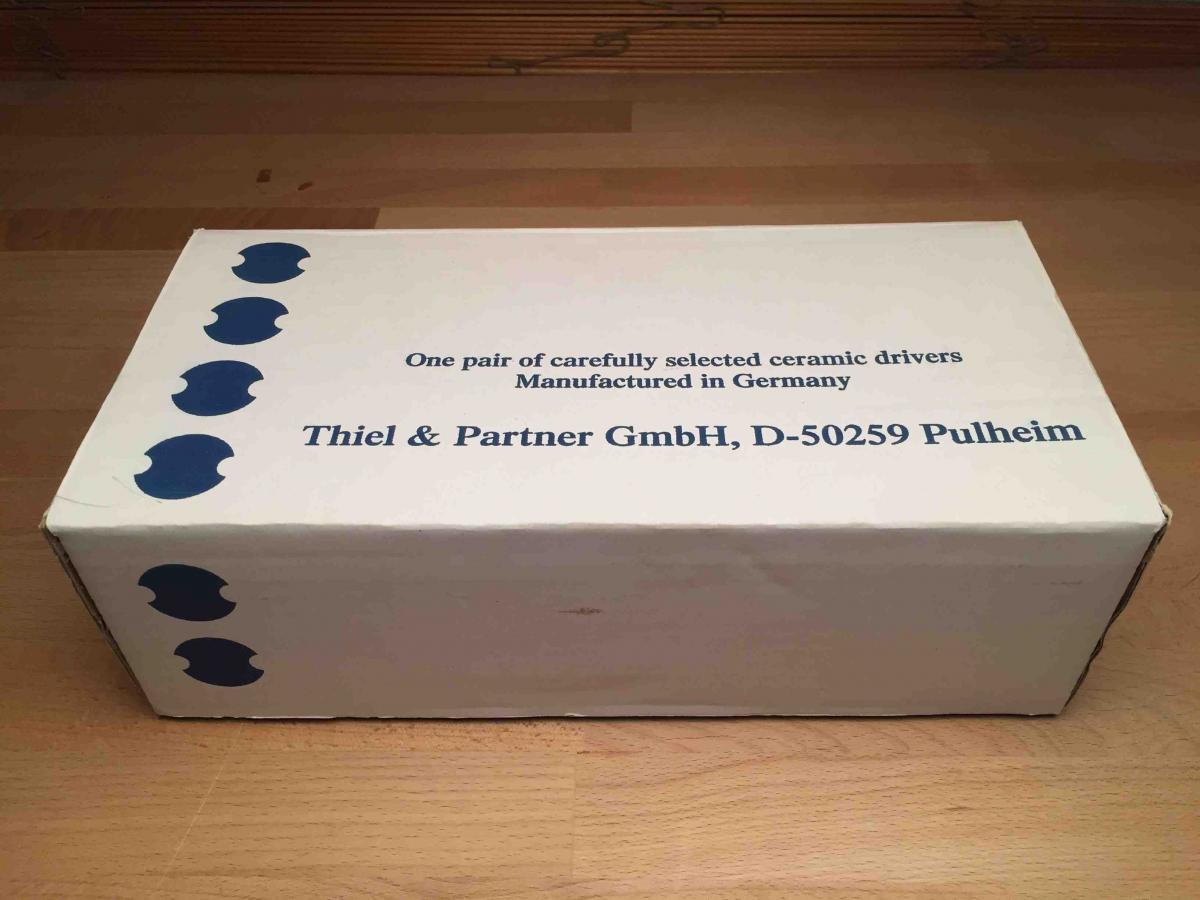 One pair of carefully selected ceramic drivers
Manufactured in Germany
Thiel & Partner GmbH, D-50259 Pulheim